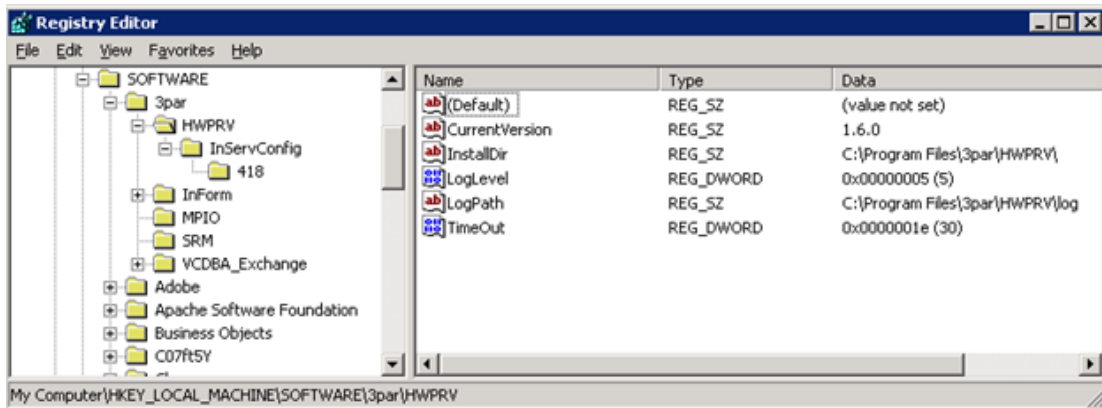 Registry Editor
File Edit View Favorites Help
SOFTWARE
3par
HWPRV
InServConfig
418
InForm
MPIO
SRM
VCDBA_Exchange
Adobe
Apache Software Foundation
Business Objects
C07ft5Y
Name Type Data
(Default) REG_SZ (value not set)
CurrentVersion REG_SZ 1.6.0
InstallDir REG_SZ C:\Program Files\3par\HWPRV\
LogLevel REG_DWORD 0x00000005 (5)
LogPath REG_SZ C:\Program Files\3par\HWPRV\log
TimeOut REG_DWORD 0x0000001e (30)
My Computer\HKEY_LOCAL_MACHINE\SOFTWARE\3par\HWPRV